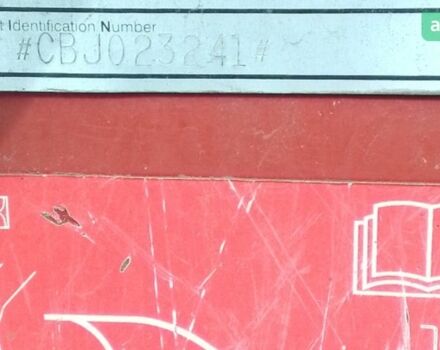 t Identification Number
#CBJ023241#